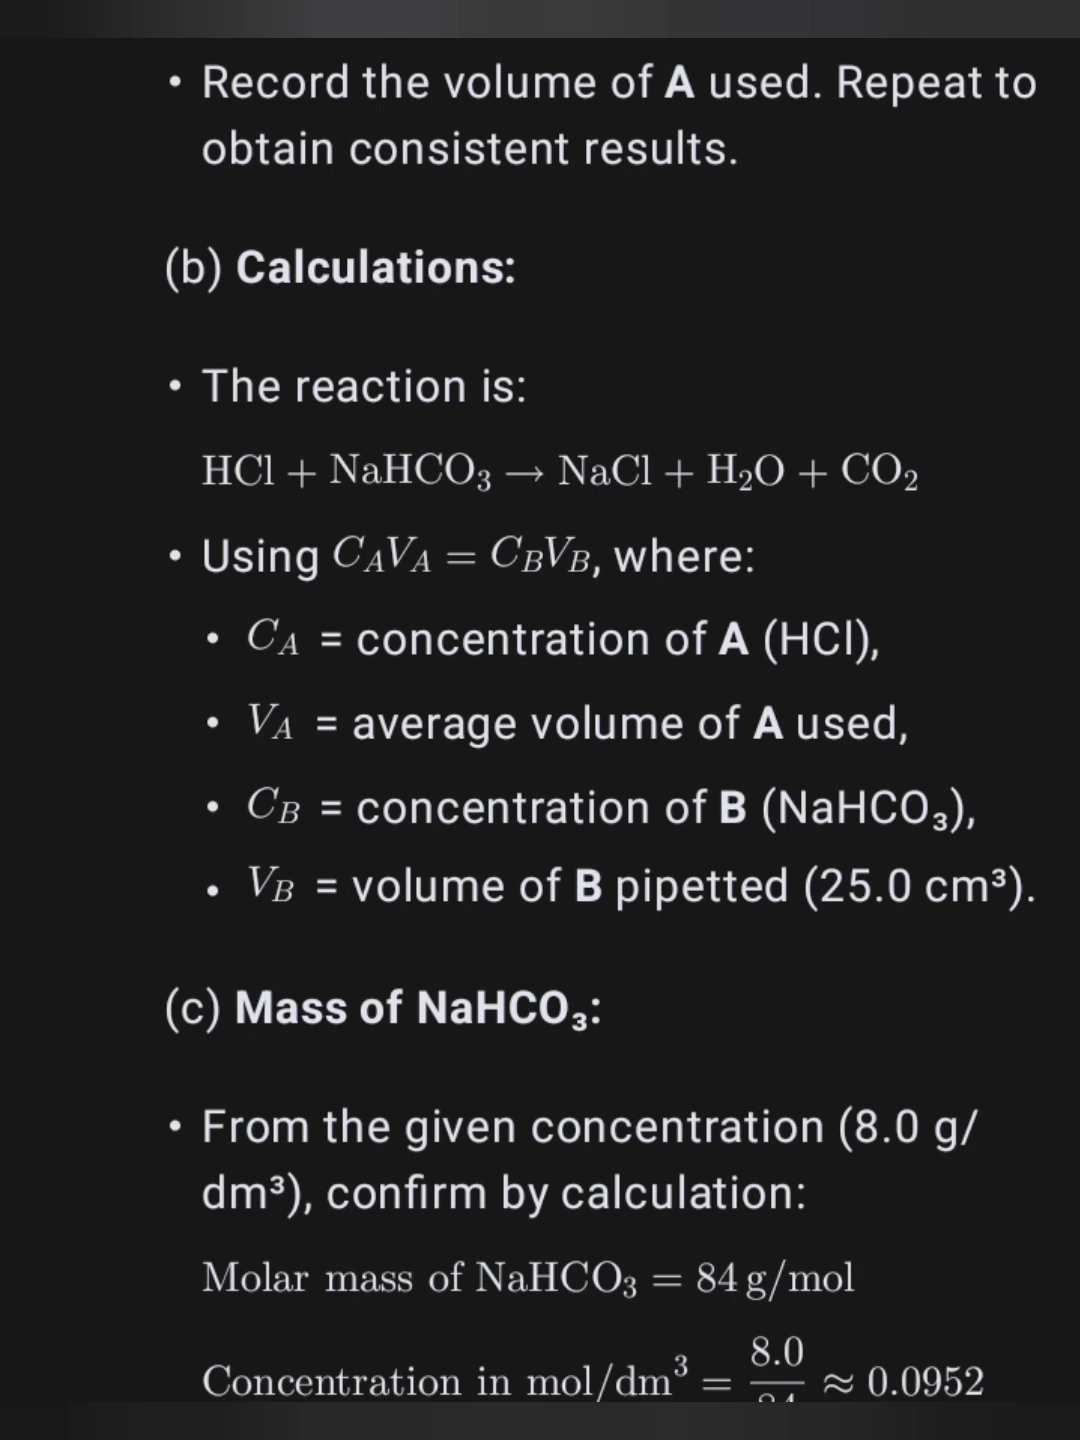 • Record the volume of A used. Repeat to
obtain consistent results.
(b) Calculations:
• The reaction is:
HCl + NaHCO₃ → NaCl + H₂O + CO₂
• Using C_A V_A = C_B V_B, where:
• C_A = concentration of A (HCl),
• V_A = average volume of A used,
• C_B = concentration of B (NaHCO₃),
• V_B = volume of B pipetted (25.0 cm³).
(c) Mass of NaHCO₃:
• From the given concentration (8.0 g/
dm³), confirm by calculation:
Molar mass of NaHCO₃ = 84 g/mol
Concentration in mol/dm³ = 8.0/84 ≈ 0.0952